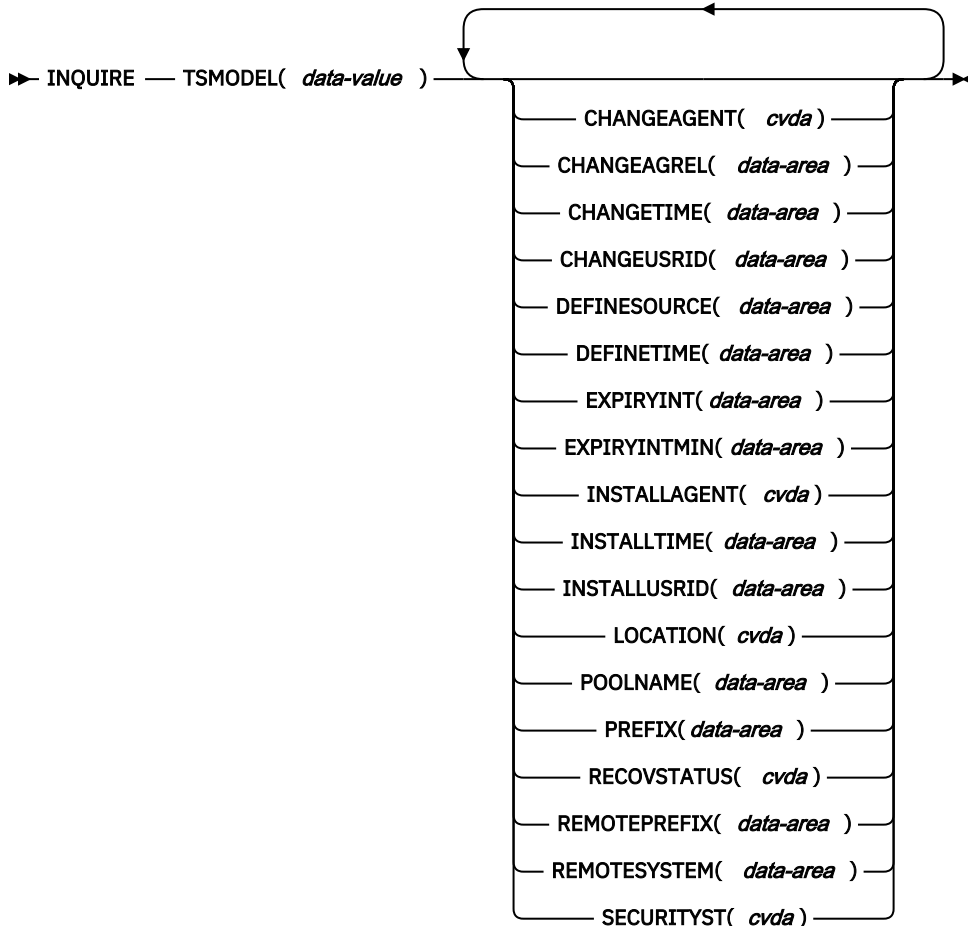 INQUIRE TSMODEL( data-value )
CHANGEAGENT( cvda )
CHANGEAGREL( data-area )
CHANGETIME( data-area )
CHANGEUSRID( data-area )
DEFINESOURCE( data-area )
DEFINETIME( data-area )
EXPIRYINT( data-area )
EXPIRYINTMIN( data-area )
INSTALLAGENT( cvda )
INSTALLTIME( data-area )
INSTALLUSRID( data-area )
LOCATION( cvda )
POOLNAME( data-area )
PREFIX( data-area )
RECOVSTATUS( cvda )
REMOTEPREFIX( data-area )
REMOTESYSTEM( data-area )
SECURITYST( cvda )